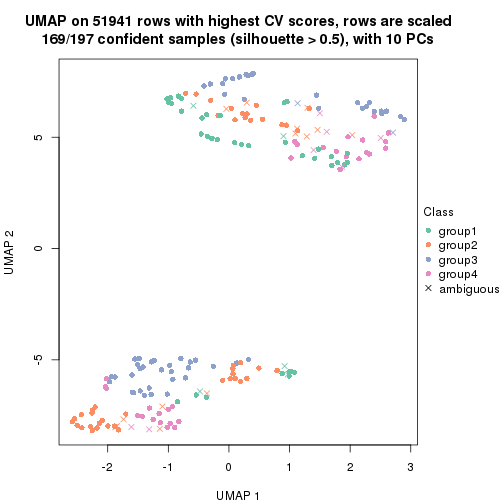 UMAP on 51941 rows with highest CV scores, rows are scaled
169/197 confident samples (silhouette > 0.5), with 10 PCs
5
0
-5
UMAP 2
-2
-1
0
1
2
3
UMAP 1
Class
group1
group2
group3
group4
ambiguous